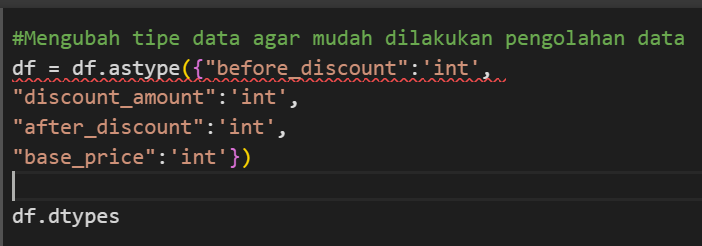 #Mengubah tipe data agar mudah dilakukan pengolahan data
df = df.astype({"before_discount":'int',
"discount_amount":'int',
"after_discount":'int',
"base_price":'int'})
df.dtypes